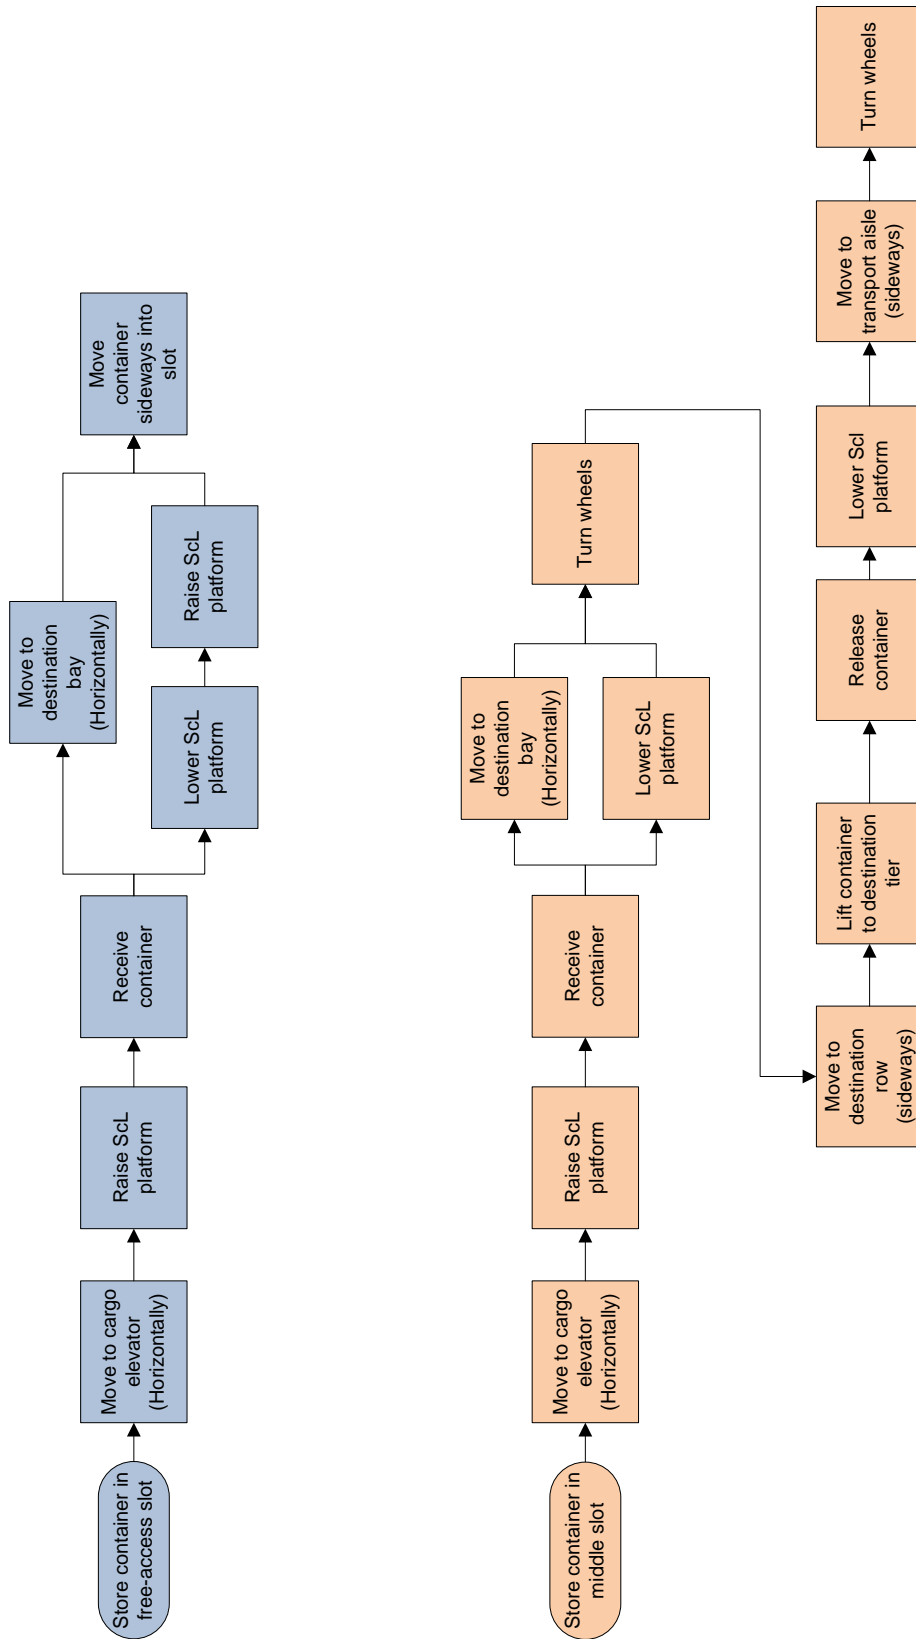 Store container in
free-access slot
Move to cargo
elevator
(Horizontally)
Raise ScL
platform
Receive
container
Move to
destination
bay
(Horizontally)
Lower ScL
platform
Raise ScL
platform
Move
container
sideways into
slot
Store container in
middle slot
Move to cargo
elevator
(Horizontally)
Raise ScL
platform
Receive
container
Move to
destination
bay
(Horizontally)
Lower ScL
platform
Turn wheels
Move to
destination
row
(sideways)
Lift container
to destination
tier
Release
container
Lower Scl
platform
Move to
transport aisle
(sideways)
Turn wheels